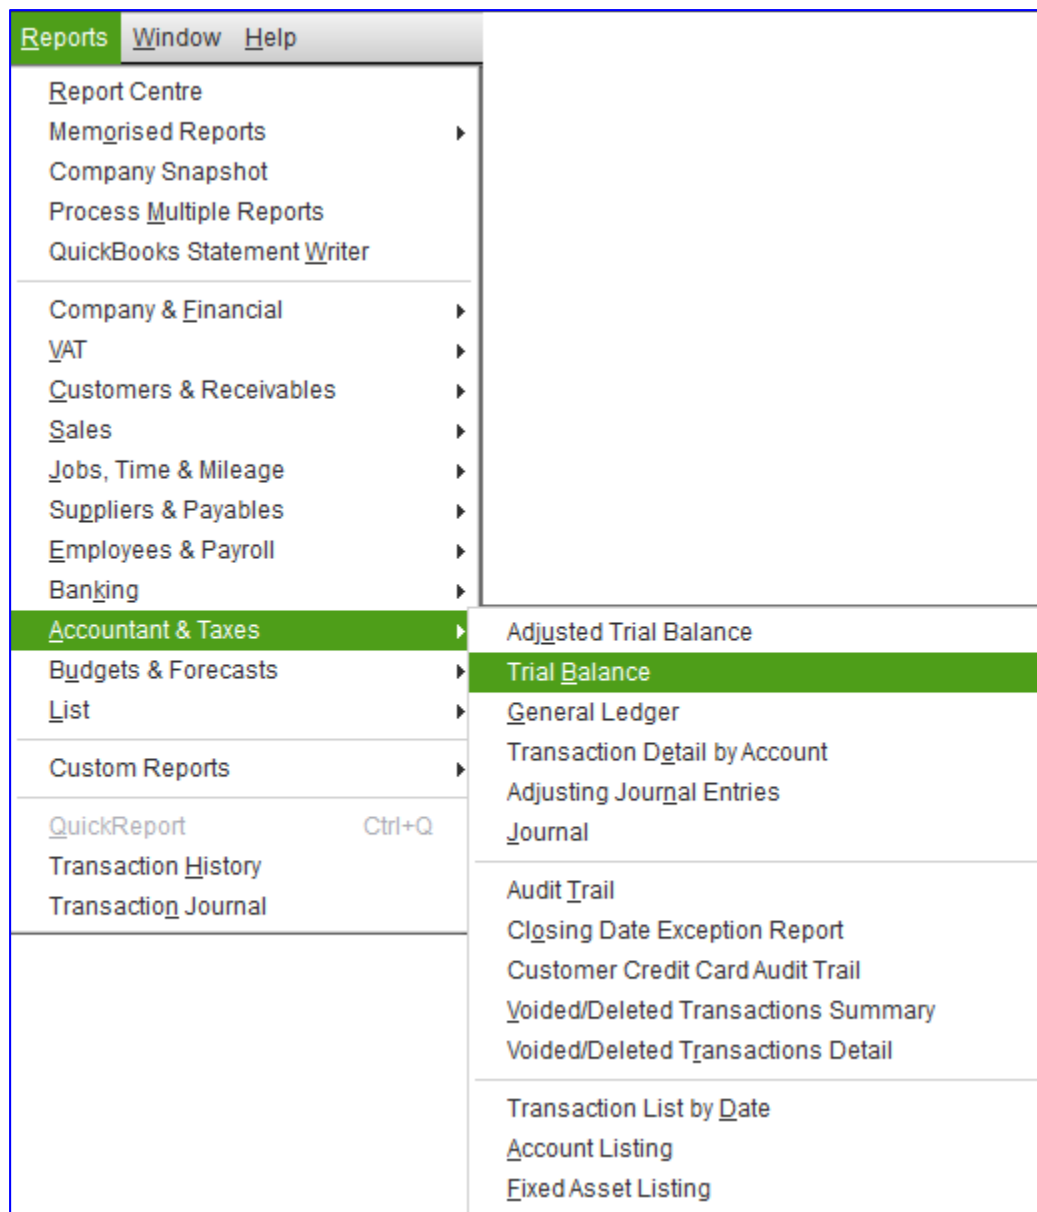 Reports Window Help
Report Centre
Memorised Reports
Company Snapshot
Process Multiple Reports
QuickBooks Statement Writer
Company & Financial
VAT
Customers & Receivables
Sales
Jobs, Time & Mileage
Suppliers & Payables
Employees & Payroll
Banking
Accountant & Taxes
Budgets & Forecasts
List
Custom Reports
QuickReport Ctrl+Q
Transaction History
Transaction Journal
Adjusted Trial Balance
Trial Balance
General Ledger
Transaction Detail by Account
Adjusting Journal Entries
Journal
Audit Trail
Closing Date Exception Report
Customer Credit Card Audit Trail
Voided/Deleted Transactions Summary
Voided/Deleted Transactions Detail
Transaction List by Date
Account Listing
Fixed Asset Listing